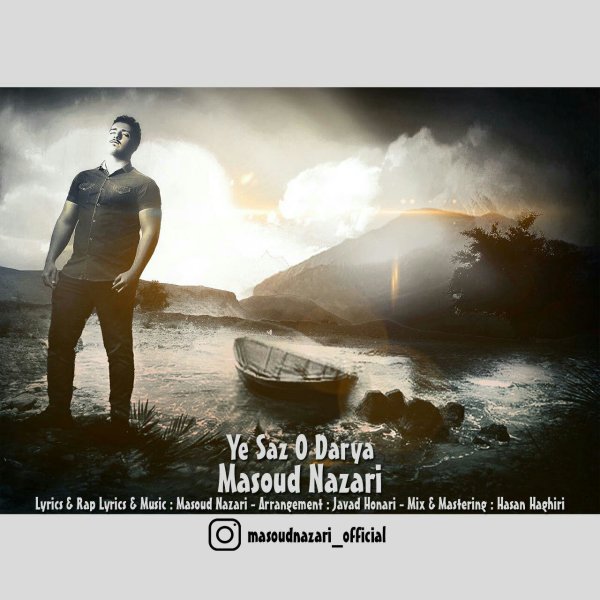 Ye Saz O Darya
Masoud Nazari
Lyrics & Rap Lyrics & Music : Masoud Nazari - Arrangement : Javad Honari - Mix & Mastering : Hasan Haghiri
masoudnazari_official